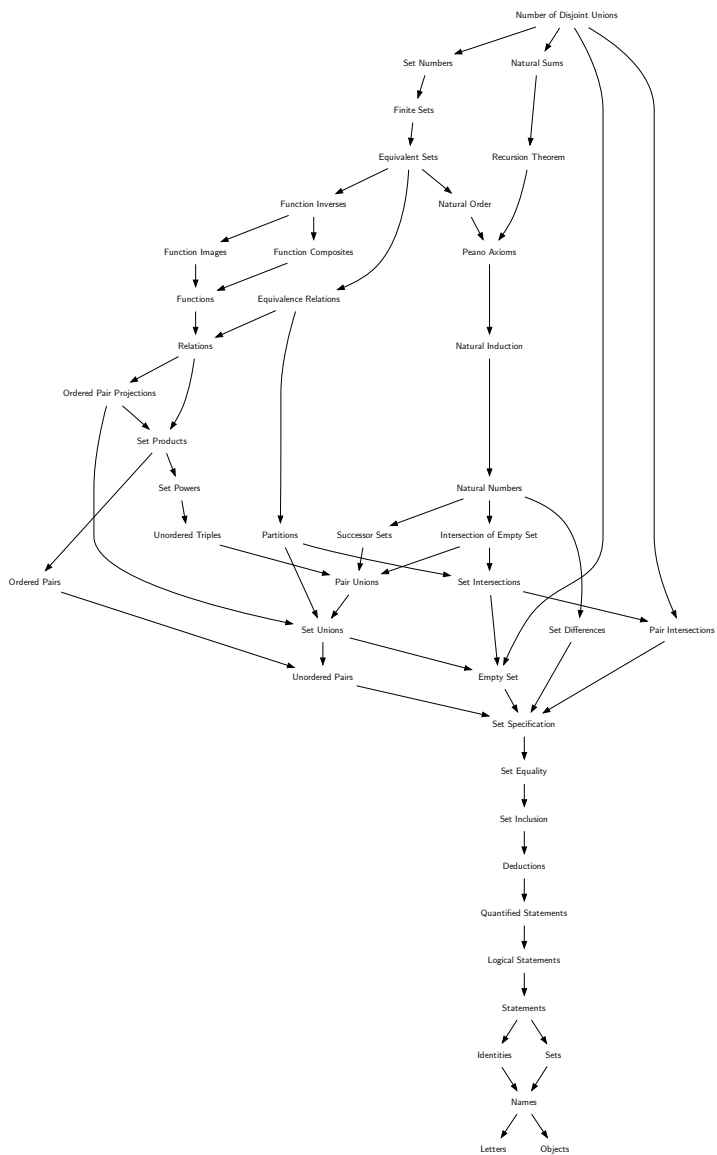 Number of Disjoint Unions
Set Numbers
Natural Sums
Finite Sets
Equivalent Sets
Recursion Theorem
Function Inverses
Natural Order
Function Images
Function Composites
Peano Axioms
Functions
Equivalence Relations
Relations
Natural Induction
Ordered Pair Projections
Set Products
Set Powers
Natural Numbers
Unordered Triples
Partitions
Successor Sets
Intersection of Empty Set
Ordered Pairs
Pair Unions
Set Intersections
Set Unions
Set Differences
Pair Intersections
Unordered Pairs
Empty Set
Set Specification
Set Equality
Set Inclusion
Deductions
Quantified Statements
Logical Statements
Statements
Identities
Sets
Names
Letters
Objects